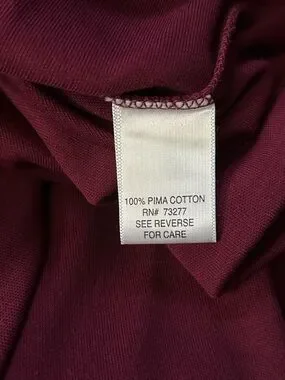 100% PIMA COTTON
RN# 73277
SEE REVERSE
FOR CARE